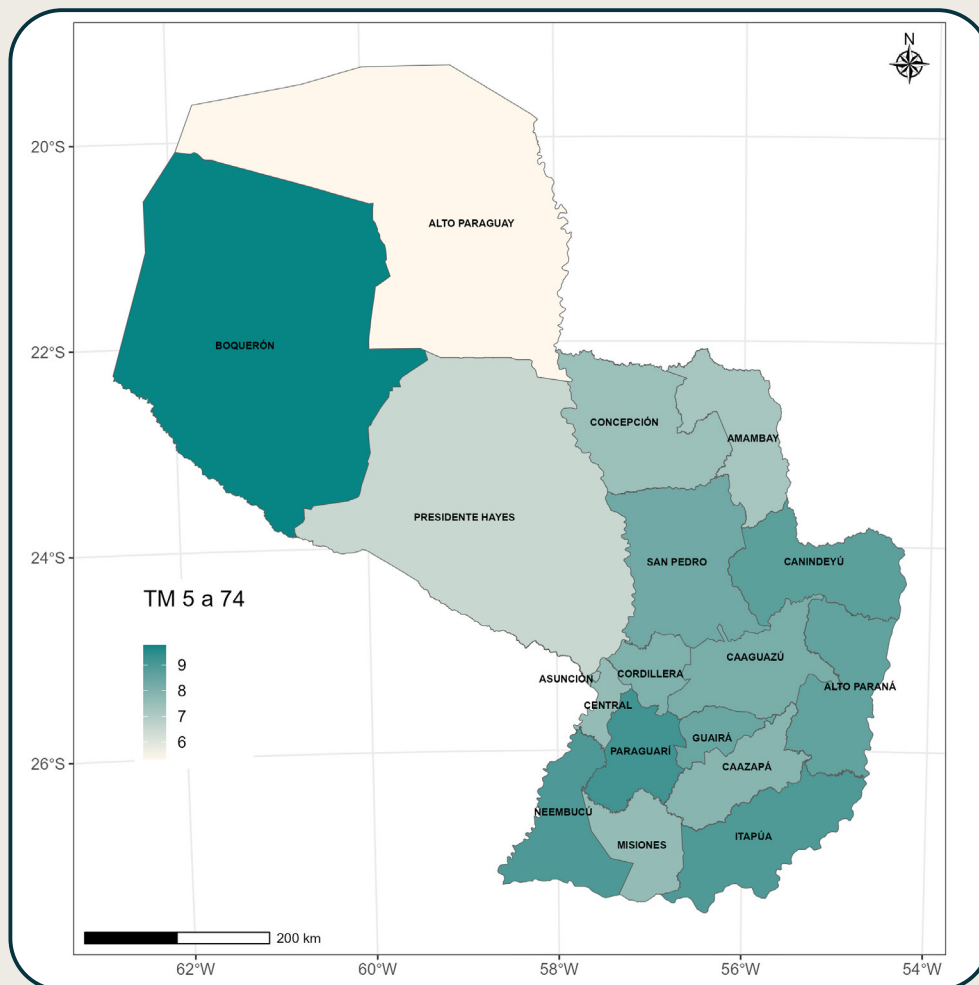 N
20°S
ALTO PARAGUAY
BOQUERÓN
22°S
CONCEPCIÓN
AMAMBAY
PRESIDENTE HAYES
24°S
SAN PEDRO
CANINDEYÚ
TM 5 a 74
9
8
7
6
CAAGUAZÚ
ASUNCIÓN
CORDILLERA
ALTO PARANÁ
CENTRAL
GUAIRÁ
PARAGUARÍ
26°S
CAAZAPÁ
ÑEEMBUCÚ
ITAPÚA
MISIONES
200 km
62°W
60°W
58°W
56°W
54°W